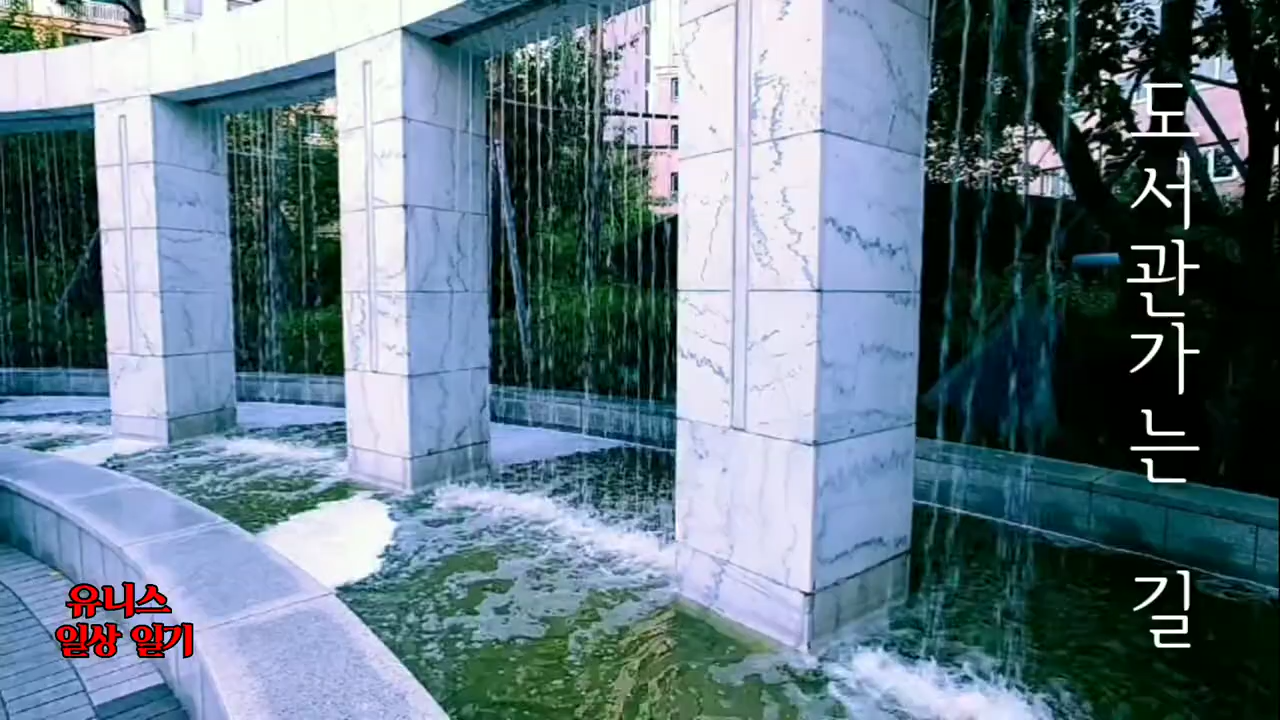 도서관가는 길
유니스
일상 일기